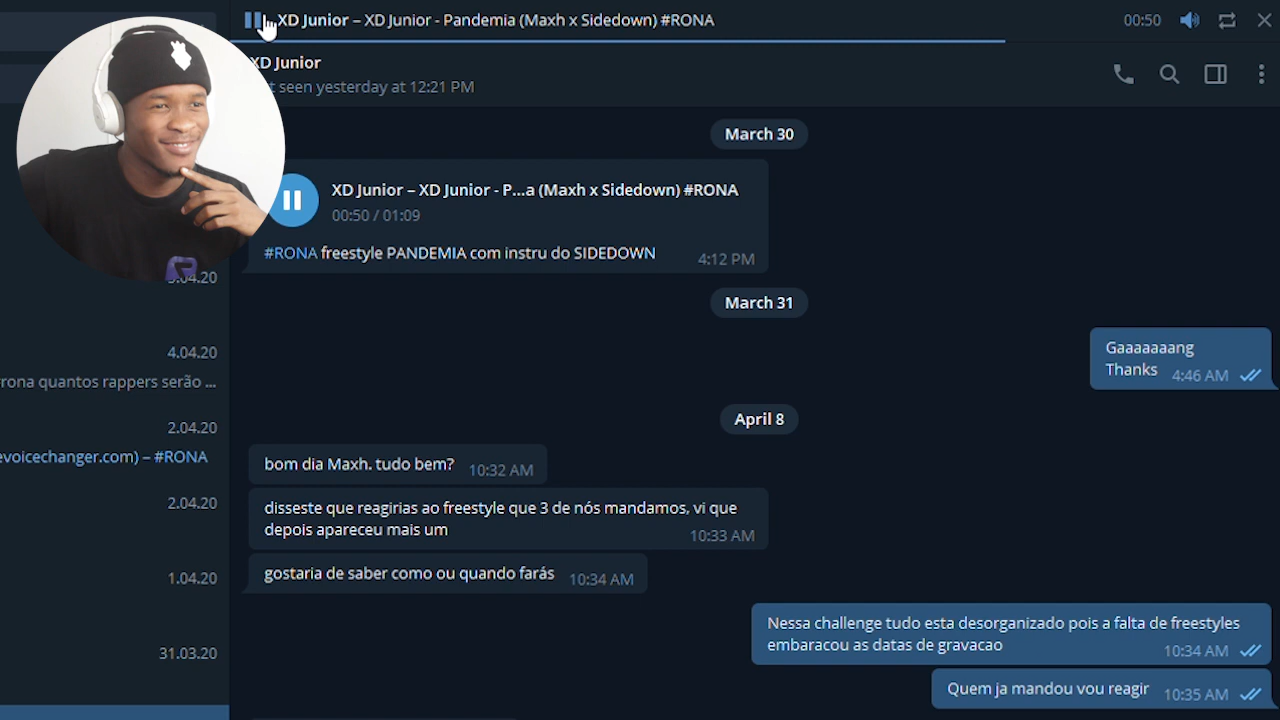 XD Junior – XD Junior - Pandemia (Maxh x Sidedown) #RONA
00:50
XD Junior
seen yesterday at 12:21 PM
March 30
XD Junior – XD Junior - P...a (Maxh x Sidedown) #RONA
00:50 / 01:09
#RONA freestyle PANDEMIA com instru do SIDEDOWN
4:12 PM
.04.20
March 31
Gaaaaaaang
Thanks
4:46 AM
4.04.20
rona quantos rappers serão ...
April 8
2.04.20
evoicechanger.com) – #RONA
bom dia Maxh. tudo bem?
10:32 AM
2.04.20
disseste que reagirias ao freestyle que 3 de nós mandamos, vi que
depois apareceu mais um
10:33 AM
1.04.20
gostaria de saber como ou quando farás
10:34 AM
Nessa challenge tudo esta desorganizado pois a falta de freestyles
embaracou as datas de gravacao
10:34 AM
31.03.20
Quem ja mandou vou reagir
10:35 AM